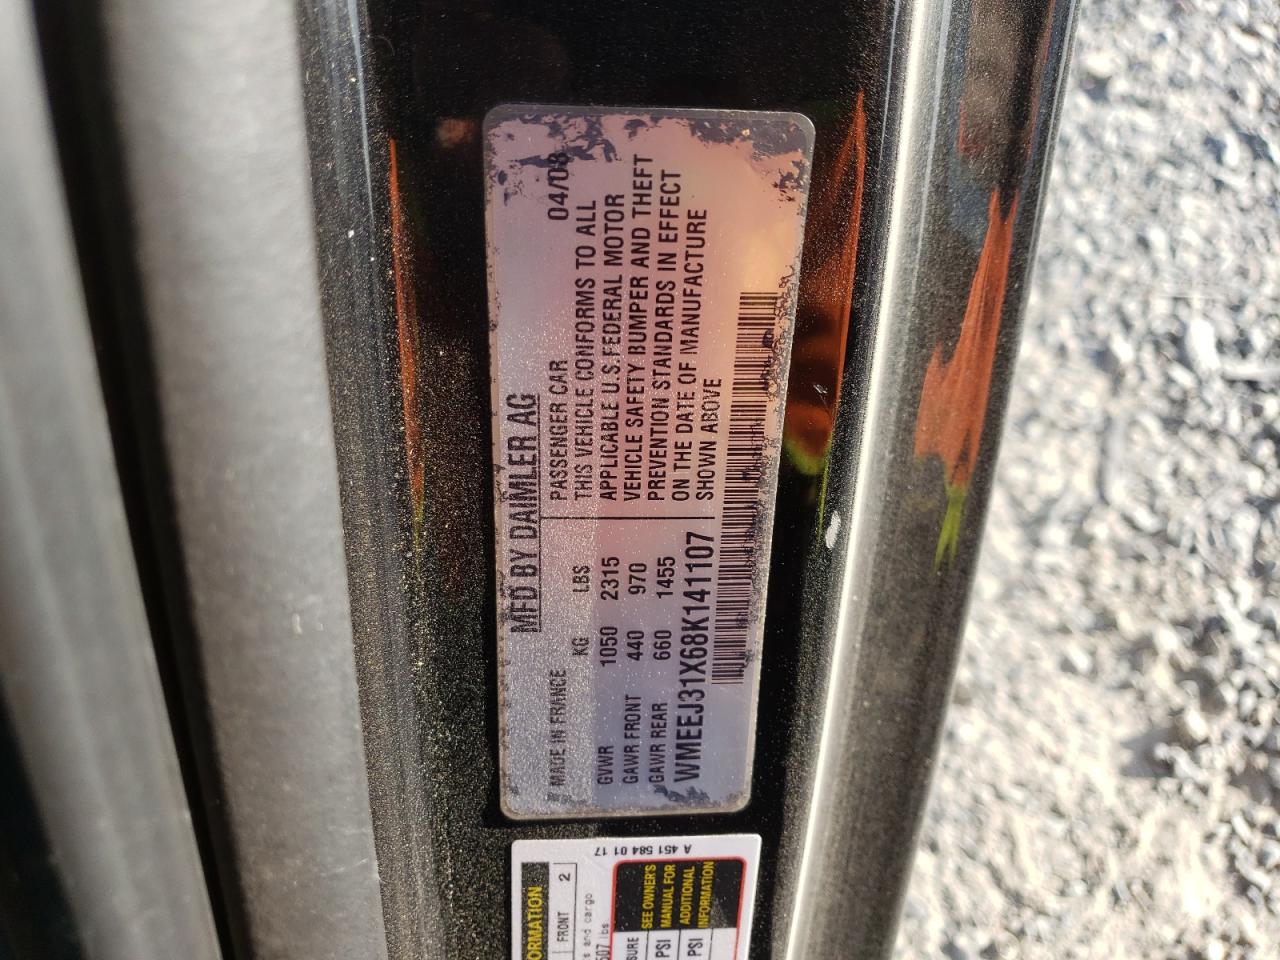 MFD BY DAIMLER AG
MADE IN FRANCE PASSENGER CAR 04/08
KG LBS THIS VEHICLE CONFORMS TO ALL
GVWR 1050 2315 APPLICABLE U.S.FEDERAL MOTOR
GAWR FRONT 440 970 VEHICLE SAFETY BUMPER AND THEFT
GAWR REAR 660 1455 PREVENTION STANDARDS IN EFFECT
ON THE DATE OF MANUFACTURE
SHOWN ABOVE
WMEEJ31X68K141107
A 451 584 01 17
FRONT 2
s and cargo
lbs
SEE OWNER'S
MANUAL FOR
ADDITIONAL
INFORMATION
PSI
PSI